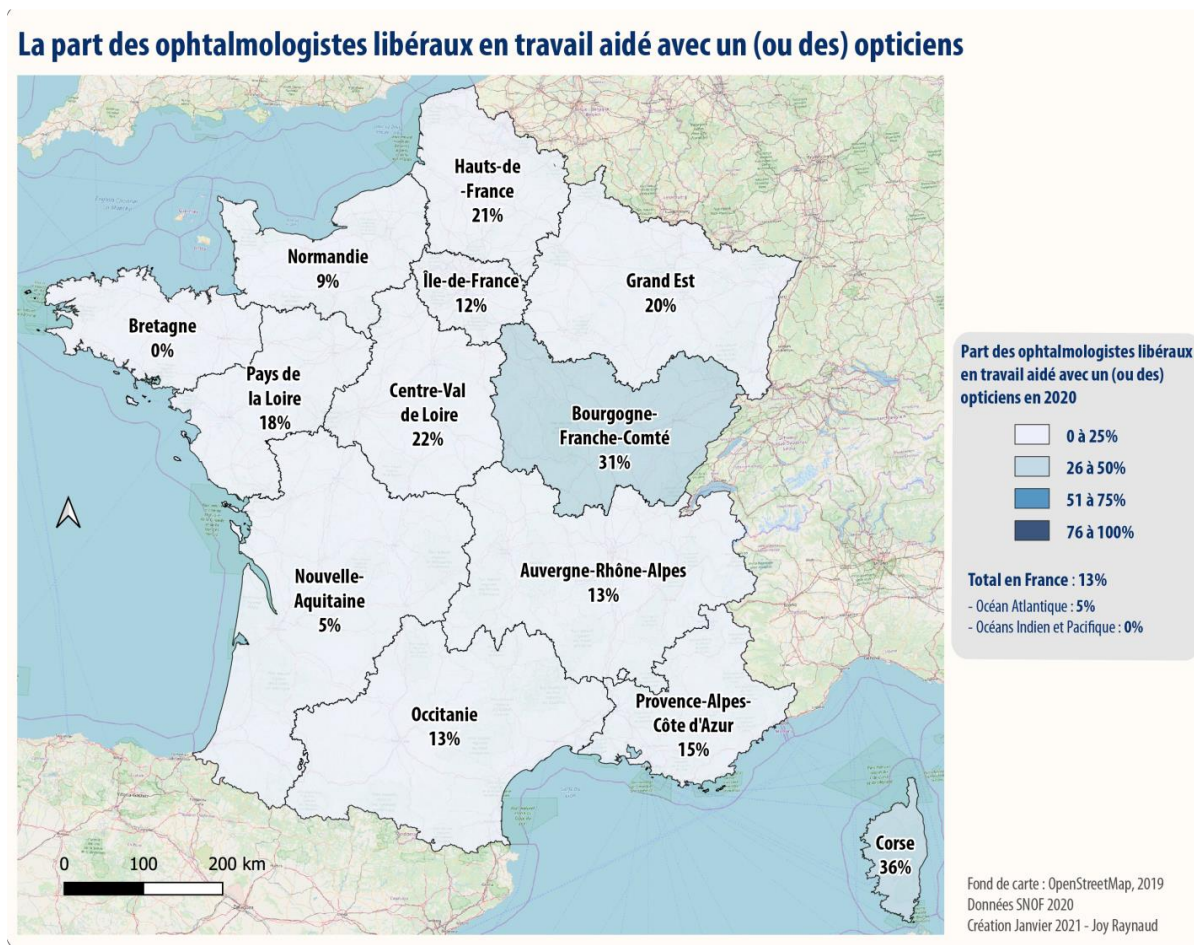 La part des ophtalmologistes libéraux en travail aidé avec un (ou des) opticiens
Hauts-de
-France
21%
Normandie
9%
Île-de-France
12%
Grand Est
20%
Bretagne
0%
Pays de
la Loire
18%
Centre-Val
de Loire
22%
Bourgogne-
Franche-Comté
31%
Nouvelle-
Aquitaine
5%
Auvergne-Rhône-Alpes
13%
Occitanie
13%
Provence-Alpes-
Côte d'Azur
15%
Corse
36%
0 100 200 km
Part des ophtalmologistes libéraux
en travail aidé avec un (ou des)
opticiens en 2020
0 à 25%
26 à 50%
51 à 75%
76 à 100%
Total en France : 13%
- Océan Atlantique : 5%
- Océans Indien et Pacifique : 0%
Fond de carte : OpenStreetMap, 2019
Données SNOF 2020
Création Janvier 2021 - Joy Raynaud